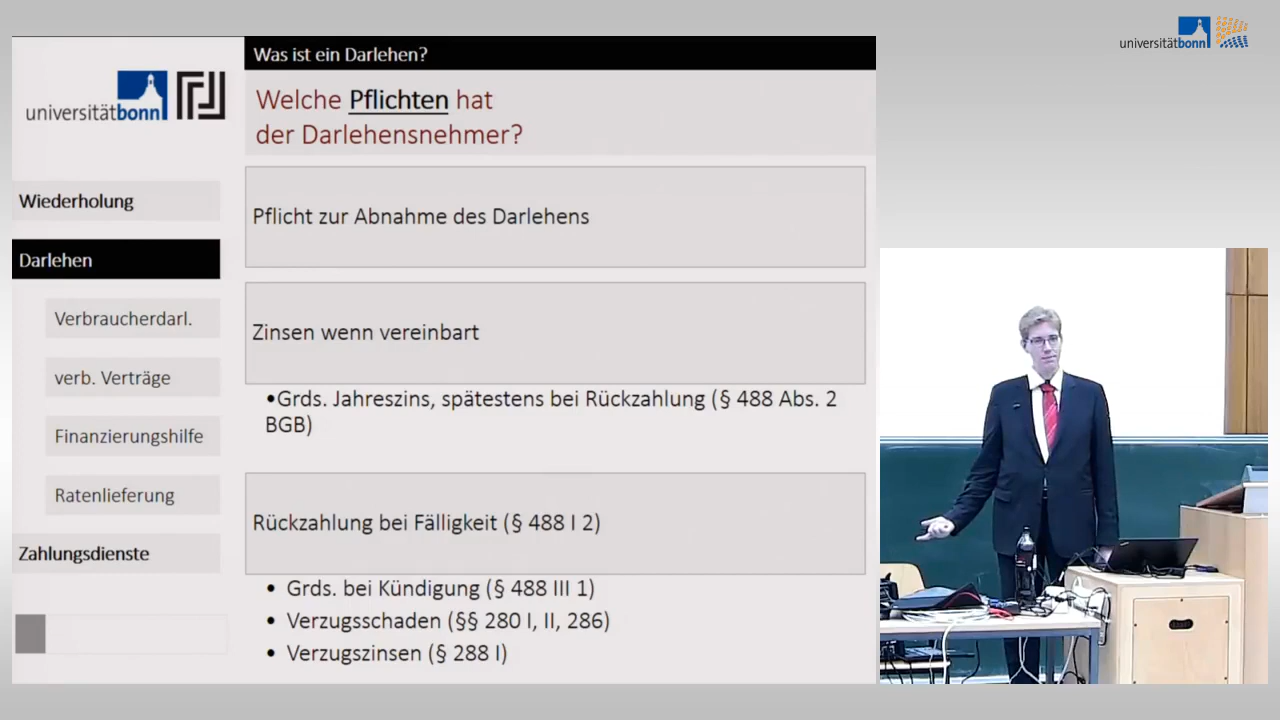 universitätbonn
Was ist ein Darlehen?
universitätbonn
Welche Pflichten hat
der Darlehensnehmer?
Wiederholung
Darlehen
Verbraucherdarl.
verb. Verträge
Finanzierungshilfe
Ratenlieferung
Zahlungsdienste
Pflicht zur Abnahme des Darlehens
Zinsen wenn vereinbart
•Grds. Jahreszins, spätestens bei Rückzahlung (§ 488 Abs. 2
BGB)
Rückzahlung bei Fälligkeit (§ 488 I 2)
• Grds. bei Kündigung (§ 488 III 1)
• Verzugsschaden (§§ 280 I, II, 286)
• Verzugszinsen (§ 288 I)